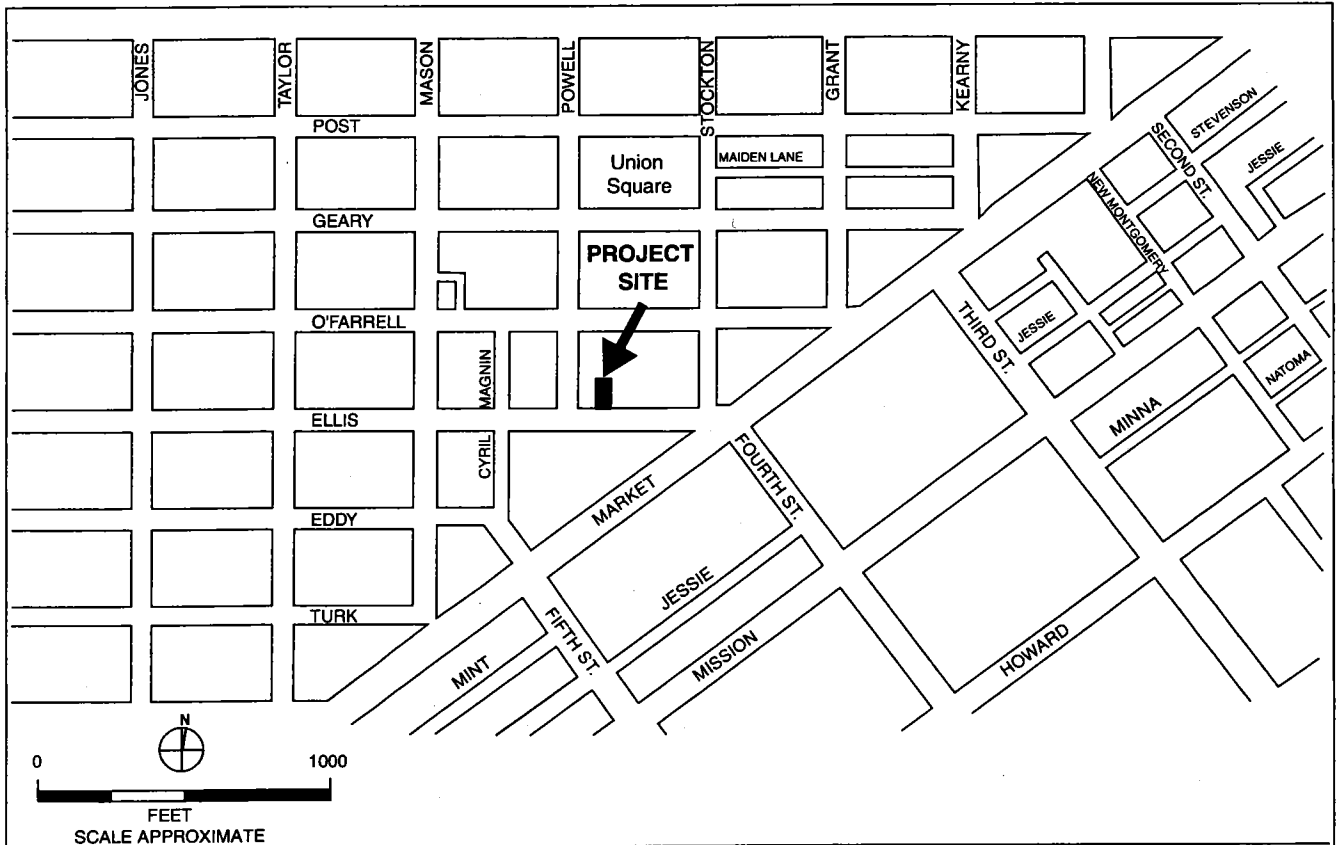 JONES
TAYLOR
MASON
POWELL
STOCKTON
GRANT
KEARNY
POST
Union
Square
MAIDEN LANE
SECOND ST.
STEVENSON
JESSIE
NEW MONTGOMERY
GEARY
PROJECT
SITE
O'FARRELL
THIRD ST.
JESSIE
NATOMA
MAGNIN
CYRIL
ELLIS
MINNA
FOURTH ST.
MARKET
EDDY
JESSIE
TURK
FIFTH ST.
MINT
MISSION
HOWARD
N
0 1000
FEET
SCALE APPROXIMATE